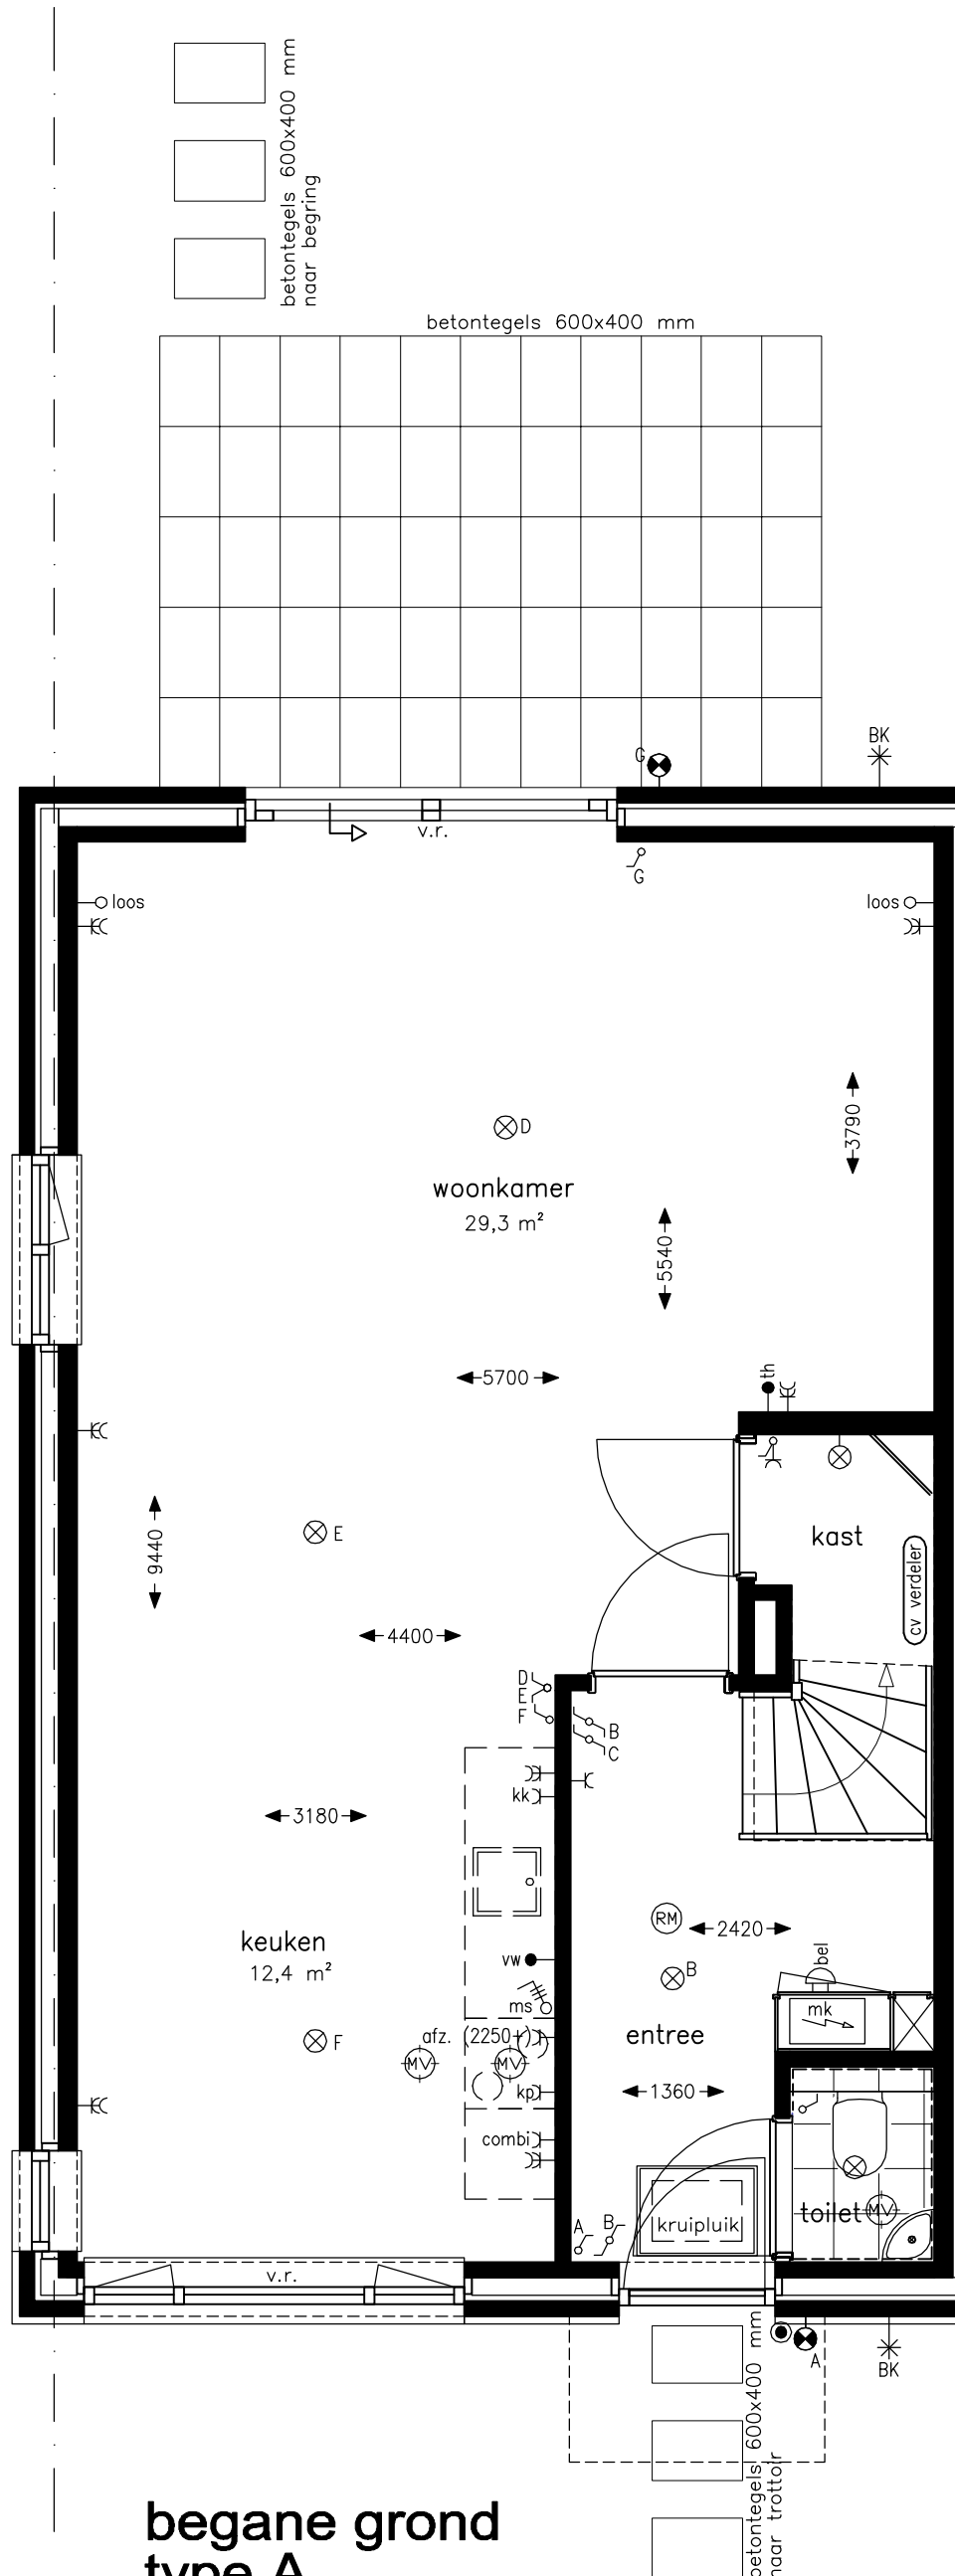 betontegels 600x400 mm
naar begring
betontegels 600x400 mm
G
BK
v.r.
G
loos
loos
D
woonkamer
29,3 m²
3790
5540
5700
th
E
kast
9440
cv verdeler
4400
D
E
F
B
C
kk
3180
RM
2420
keuken
12,4 m²
vw
B
bel
ms
mk
afz. (2250+)
entree
F
MV
MV
kp
1360
combi
toilet
MV
kruipluik
A
B
v.r.
A
BK
betontegels 600x400 mm
naar trottoir
begane grond
type A